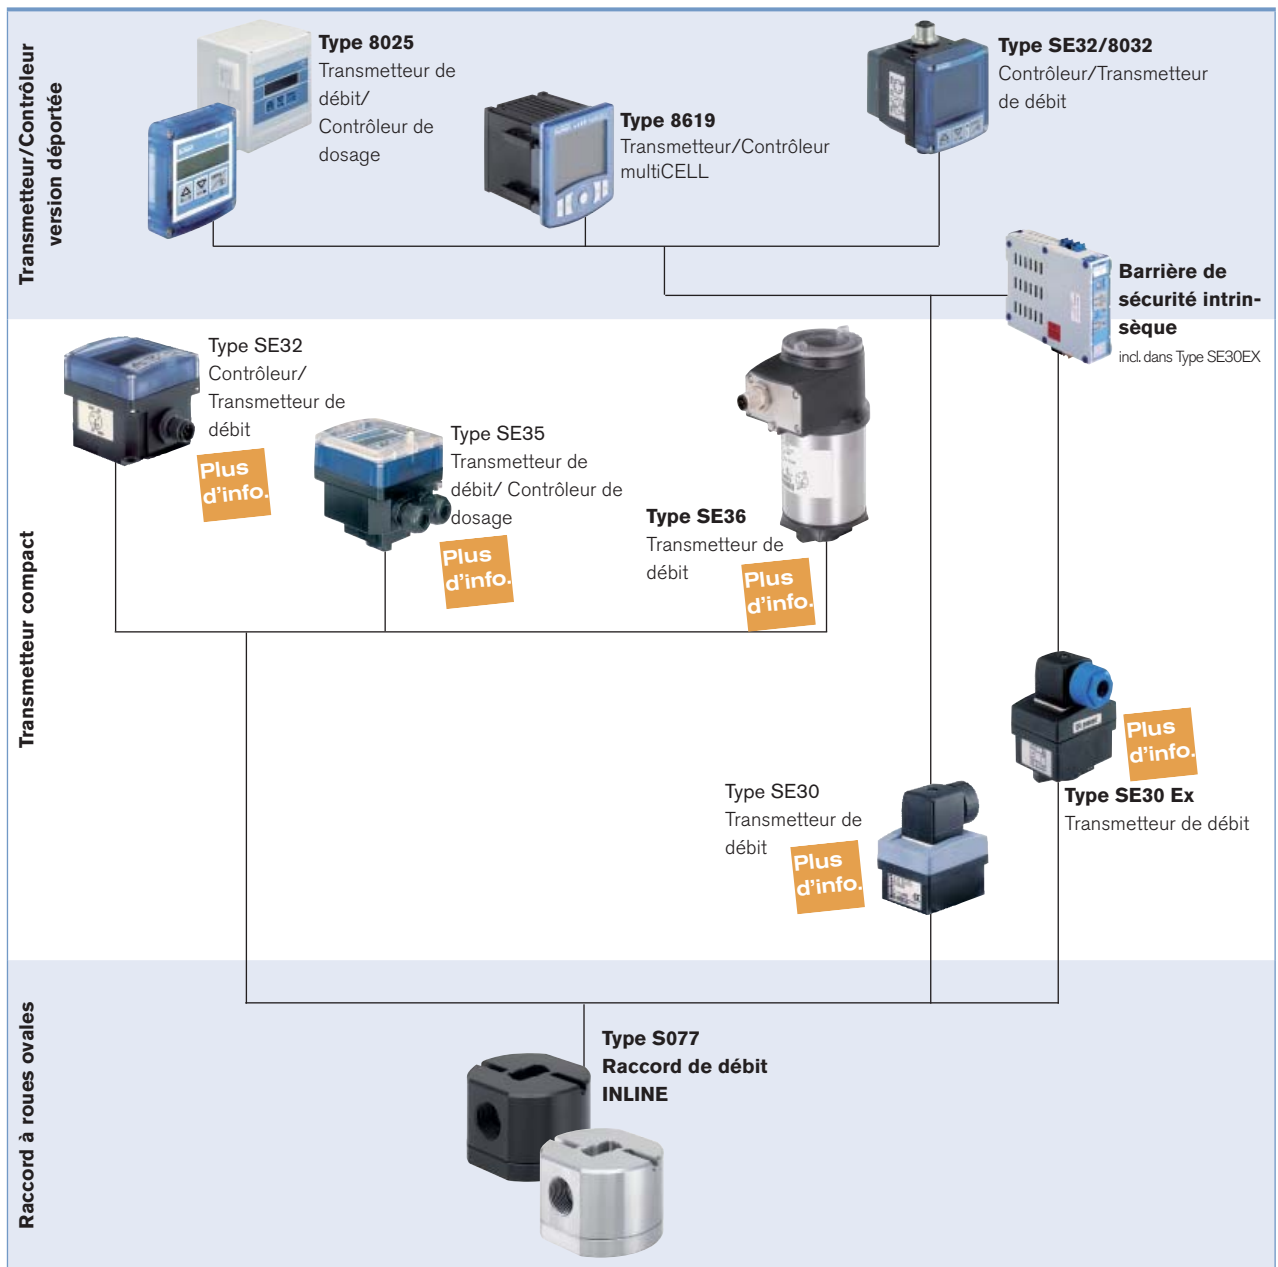 Transmetteur/Contrôleur
version déportée
Type 8025
Transmetteur de
débit/
Contrôleur de
dosage
Type 8619
Transmetteur/Contrôleur
multiCELL
Type SE32/8032
Contrôleur/Transmetteur
de débit
Barrière de
sécurité intrin-
sèque
incl. dans Type SE30EX
Transmetteur compact
Type SE32
Contrôleur/
Transmetteur de
débit
Plus
d'info.
Type SE35
Transmetteur de
débit/ Contrôleur de
dosage
Plus
d'info.
Type SE36
Transmetteur de
débit
Plus
d'info.
Type SE30
Transmetteur de
débit
Plus
d'info.
Plus
d'info.
Type SE30 Ex
Transmetteur de débit
Raccord à roues ovales
Type S077
Raccord de débit
INLINE